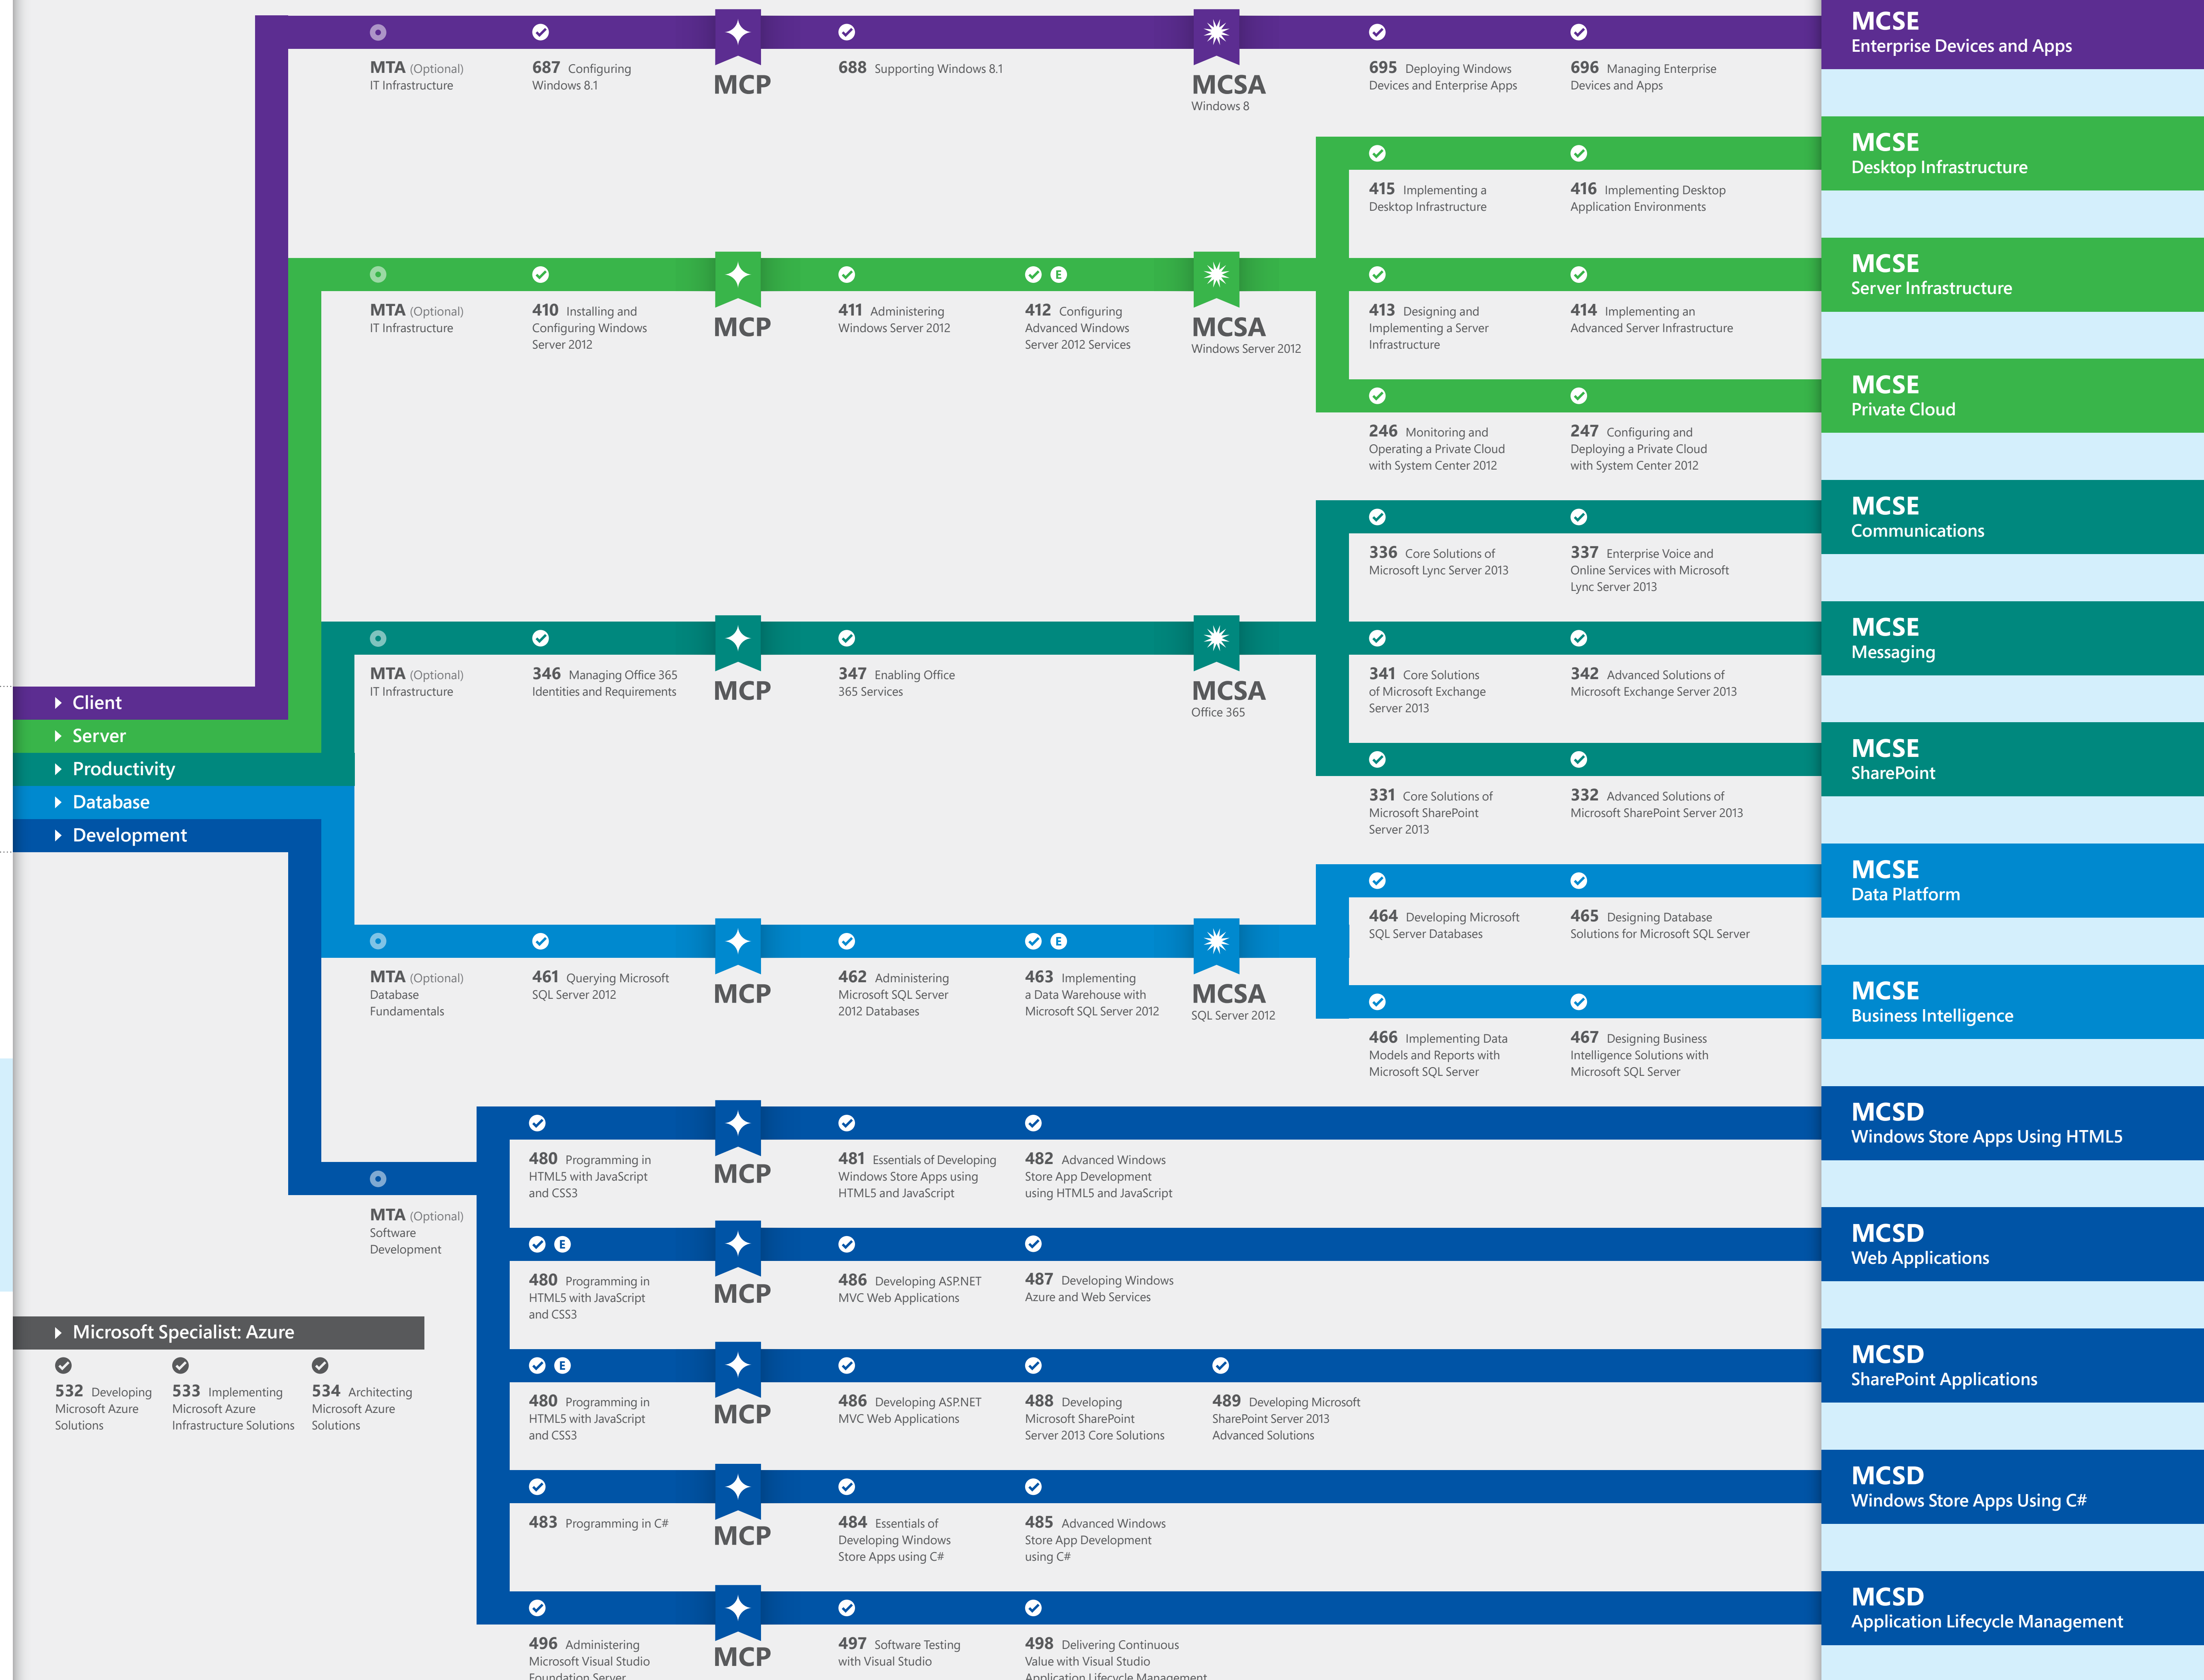 MCSE
Enterprise Devices and Apps
MTA (Optional)
IT Infrastructure
687 Configuring
Windows 8.1
MCP
688 Supporting Windows 8.1
MCSA
Windows 8
695 Deploying Windows
Devices and Enterprise Apps
696 Managing Enterprise
Devices and Apps
MCSE
Desktop Infrastructure
415 Implementing a
Desktop Infrastructure
416 Implementing Desktop
Application Environments
MCSE
Server Infrastructure
E
MTA (Optional)
IT Infrastructure
410 Installing and
Configuring Windows
Server 2012
MCP
411 Administering
Windows Server 2012
412 Configuring
Advanced Windows
Server 2012 Services
MCSA
Windows Server 2012
413 Designing and
Implementing a Server
Infrastructure
414 Implementing an
Advanced Server Infrastructure
MCSE
Private Cloud
246 Monitoring and
Operating a Private Cloud
with System Center 2012
247 Configuring and
Deploying a Private Cloud
with System Center 2012
MCSE
Communications
336 Core Solutions of
Microsoft Lync Server 2013
337 Enterprise Voice and
Online Services with Microsoft
Lync Server 2013
MCSE
Messaging
MTA (Optional)
IT Infrastructure
346 Managing Office 365
Identities and Requirements
MCP
347 Enabling Office
365 Services
MCSA
Office 365
341 Core Solutions
of Microsoft Exchange
Server 2013
342 Advanced Solutions of
Microsoft Exchange Server 2013
Client
Server
Productivity
Database
Development
MCSE
SharePoint
331 Core Solutions of
Microsoft SharePoint
Server 2013
332 Advanced Solutions of
Microsoft SharePoint Server 2013
MCSE
Data Platform
464 Developing Microsoft
SQL Server Databases
465 Designing Database
Solutions for Microsoft SQL Server
E
MTA (Optional)
Database
Fundamentals
461 Querying Microsoft
SQL Server 2012
MCP
462 Administering
Microsoft SQL Server
2012 Databases
463 Implementing
a Data Warehouse with
Microsoft SQL Server 2012
MCSA
SQL Server 2012
MCSE
Business Intelligence
466 Implementing Data
Models and Reports with
Microsoft SQL Server
467 Designing Business
Intelligence Solutions with
Microsoft SQL Server
MCSD
Windows Store Apps Using HTML5
480 Programming in
HTML5 with JavaScript
and CSS3
MCP
481 Essentials of Developing
Windows Store Apps using
HTML5 and JavaScript
482 Advanced Windows
Store App Development
using HTML5 and JavaScript
MTA (Optional)
Software
Development
MCSD
Web Applications
E
480 Programming in
HTML5 with JavaScript
and CSS3
MCP
486 Developing ASP.NET
MVC Web Applications
487 Developing Windows
Azure and Web Services
Microsoft Specialist: Azure
532 Developing
Microsoft Azure
Solutions
533 Implementing
Microsoft Azure
Infrastructure Solutions
534 Architecting
Microsoft Azure
Solutions
MCSD
SharePoint Applications
E
480 Programming in
HTML5 with JavaScript
and CSS3
MCP
486 Developing ASP.NET
MVC Web Applications
488 Developing
Microsoft SharePoint
Server 2013 Core Solutions
489 Developing Microsoft
SharePoint Server 2013
Advanced Solutions
MCSD
Windows Store Apps Using C#
483 Programming in C#
MCP
484 Essentials of
Developing Windows
Store Apps using C#
485 Advanced Windows
Store App Development
using C#
MCSD
Application Lifecycle Management
496 Administering
Microsoft Visual Studio
Foundation Server
MCP
497 Software Testing
with Visual Studio
498 Delivering Continuous
Value with Visual Studio
Application Lifecycle Management